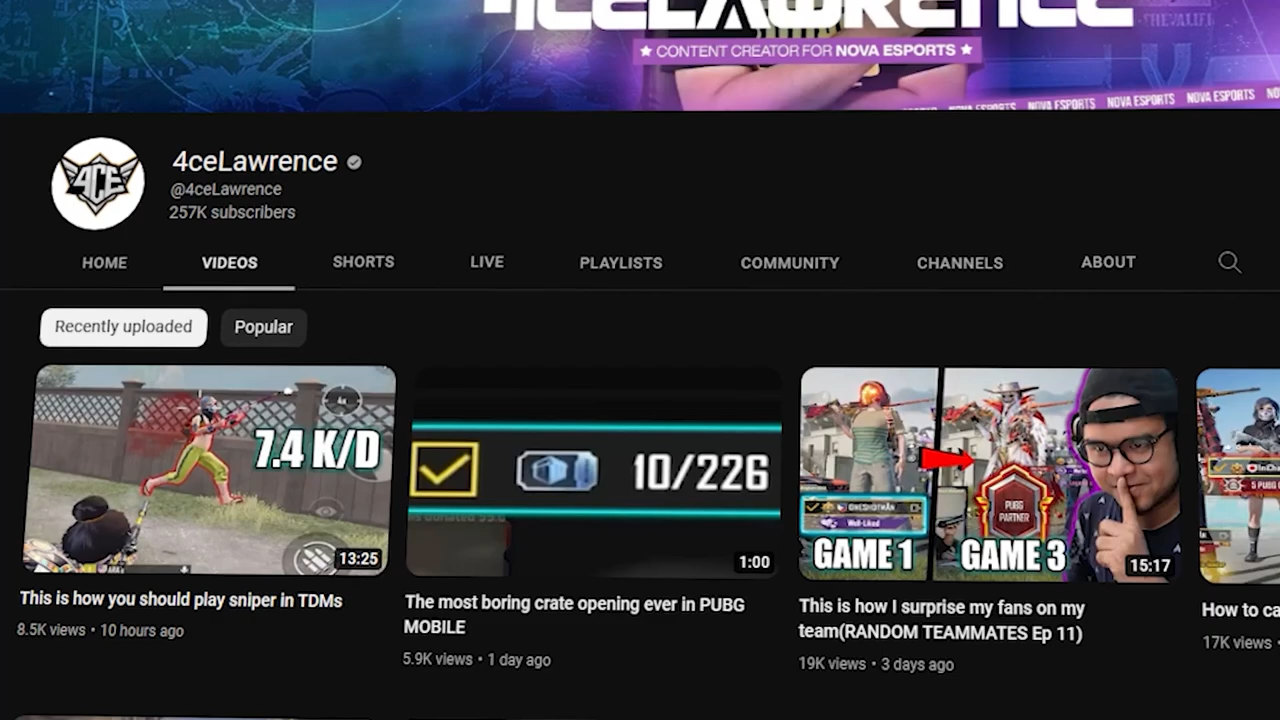 4CELAWRENCE
★ CONTENT CREATOR FOR NOVA ESPORTS ★
NOVA ESPORTS NOVA ESPORTS NOVA ESPORTS NOVA ESPORTS
4CE
4ceLawrence
@4ceLawrence
257K subscribers
HOME VIDEOS SHORTS LIVE PLAYLISTS COMMUNITY CHANNELS ABOUT
Recently uploaded Popular
7.4 K/D
13:25
10/226
1:00
PUBG
PARTNER
Well-Liked
GAME 1 GAME 3
15:17
This is how you should play sniper in TDMs
8.5K views • 10 hours ago
The most boring crate opening ever in PUBG
MOBILE
5.9K views • 1 day ago
This is how I surprise my fans on my
team(RANDOM TEAMMATES Ep 11)
19K views • 3 days ago
How to ca
17K views •